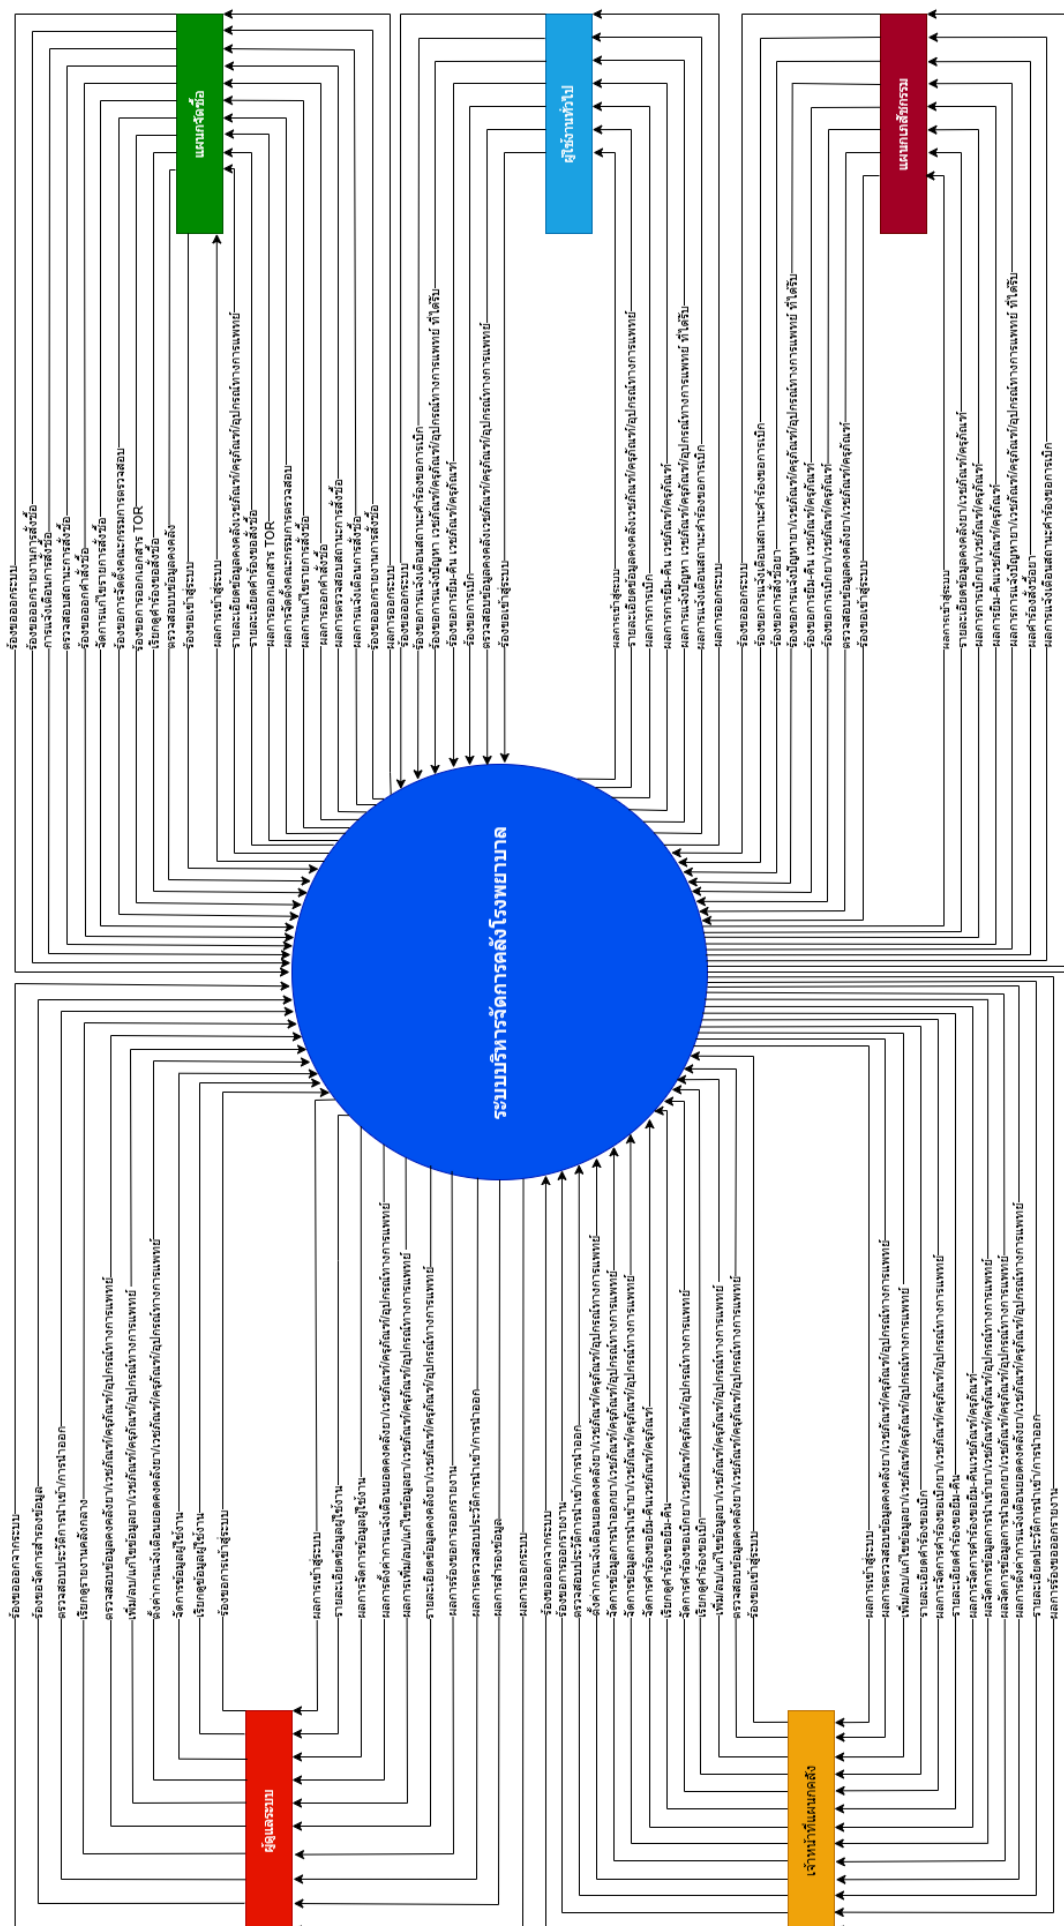 แผนกจัดซื้อ
ร้องขอออกระบบ
ร้องขอออกรายงานการสั่งซื้อ
การแจ้งเตือนการสั่งซื้อ
ตรวจสอบสถานะการสั่งซื้อ
ร้องขอออกคำสั่งซื้อ
จัดการแก้ไขรายการสั่งซื้อ
ร้องขอการจัดตั้งคณะกรรมการตรวจสอบ
ร้องขอการออกเอกสาร TOR
เรียกดูคำร้องขอสั่งซื้อ
ตรวจสอบบข้อมูลคงคลัง
ร้องขอเข้าสู่ระบบ
ผลการเข้าสู่ระบบ
รายละเอียดข้อมูลคงคลังเวชภัณฑ์/ครุภัณฑ์/อุปกรณ์ทางการแพทย์
รายละเอียดคำร้องขอสั่งซื้อ
ผลการออกเอกสาร TOR
ผลการจัดตั้งคณะกรรมการตรวจสอบ
ผลการแก้ไขรายการสั่งซื้อ
ผลการออกคำสั่งซื้อ
ผลการตรวจสอบสถานะการสั่งซื้อ
ผลการแจ้งเตือนการสั่งซื้อ
ร้องขอออกรายงานการสั่งซื้อ
ผลการออกระบบ
ผู้ใช้งานทั่วไป
ร้องขอออกระบบ
ร้องขอการแจ้งเตือนสถานะคำร้องขอการเบิก
ร้องขอการแจ้งปัญหา เวชภัณฑ์/ครุภัณฑ์/อุปกรณ์ทางการแพทย์ ที่ได้รับ
ร้องขอการยืม-คืน เวชภัณฑ์/ครุภัณฑ์
ร้องขอการเบิก
ตรวจสอบข้อมูลคงคลังเวชภัณฑ์/ครุภัณฑ์/อุปกรณ์ทางการแพทย์
ร้องขอเข้าสู่ระบบ
ผลการเข้าสู่ระบบ
รายละเอียดข้อมูลคงคลังเวชภัณฑ์/ครุภัณฑ์/อุปกรณ์ทางการแพทย์
ผลการการเบิก
ผลการการยืม-คืน เวชภัณฑ์/ครุภัณฑ์
ผลการแจ้งปัญหา เวชภัณฑ์/ครุภัณฑ์/อุปกรณ์ทางการแพทย์ ที่ได้รับ
ผลการแจ้งเตือนสถานะคำร้องขอการเบิก
ผลการออกระบบ
แผนกเภสัชกรรม
ร้องขอออกระบบ
ร้องขอการแจ้งเตือนสถานะคำร้องขอการเบิก
ร้องขอการสั่งซื้อยา
ร้องขอการแจ้งปัญหายา/เวชภัณฑ์/ครุภัณฑ์/อุปกรณ์ทางการแพทย์ ที่ได้รับ
ร้องขอการยืม-คืน/เวชภัณฑ์/ครุภัณฑ์
ร้องขอการเบิกยา/เวชภัณฑ์/ครุภัณฑ์
ตรวจสอบข้อมูลคงคลังยา/เวชภัณฑ์/ครุภัณฑ์
ร้องขอเข้าสู่ระบบ
ผลการเข้าสู่ระบบ
รายละเอียดข้อมูลคงคลังยา/เวชภัณฑ์/ครุภัณฑ์
ผลการการเบิกยา/เวชภัณฑ์/ครุภัณฑ์
ผลการยืม-คืน/เวชภัณฑ์/ครุภัณฑ์
ผลการการแจ้งปัญหายา/เวชภัณฑ์/ครุภัณฑ์/อุปกรณ์ทางการแพทย์ ที่ได้รับ
ผลคำร้องสั่งซื้อยา
ผลการแจ้งเตือนสถานะคำร้องขอการเบิก
ระบบบริหารจัดการคลังโรงพยาบาล
ร้องขอออกจากระบบ
ร้องขอจัดการสำรองข้อมูล
ตรวจสอบประวัติการนำเข้า/การนำออก
เรียกดูรายงานคลังกลาง
ตรวจสอบข้อมูลคงคลังยา/เวชภัณฑ์/ครุภัณฑ์/อุปกรณ์ทางการแพทย์
เพิ่ม/ลบ/แก้ไขข้อมูลยา/เวชภัณฑ์/ครุภัณฑ์/อุปกรณ์ทางการแพทย์
ตั้งค่าการแจ้งเตือนยอดคงคลังยา/เวชภัณฑ์/ครุภัณฑ์/อุปกรณ์ทางการแพทย์
จัดการข้อมูลผู้ใช้งาน
เรียกดูข้อมูลผู้ใช้งาน
ร้องขอการเข้าสู่ระบบ
ผลการเข้าสู่ระบบ
รายละเอียดข้อมูลผู้ใช้งาน
ผลการจัดการข้อมูลผู้ใช้งาน
ผลการตั้งค่าการแจ้งเตือนยอดคงคลังยา/เวชภัณฑ์/ครุภัณฑ์/อุปกรณ์ทางการแพทย์
ผลการเพิ่ม/ลบ/แก้ไขข้อมูลยา/เวชภัณฑ์/ครุภัณฑ์/อุปกรณ์ทางการแพทย์
รายละเอียดข้อมูลคงคลังยา/เวชภัณฑ์/ครุภัณฑ์/อุปกรณ์ทางการแพทย์
ผลการร้องขอการออกรายงาน
ผลการตรวจสอบประวัติการนำเข้า/การนำออก
ผลการสำรองข้อมูล
ผลการออกระบบ
ผู้ดูแลระบบ
ร้องขอออกจากระบบ
ร้องขอการออกรายงาน
ตรวจสอบประวัติการนำเข้า/การนำออก
ตั้งค่าการแจ้งเตือนยอดคงคลังยา/เวชภัณฑ์/ครุภัณฑ์/อุปกรณ์ทางการแพทย์
จัดการข้อมูลการนำออกยา/เวชภัณฑ์/ครุภัณฑ์/อุปกรณ์ทางการแพทย์
จัดการข้อมูลการนำเข้ายา/เวชภัณฑ์/ครุภัณฑ์/อุปกรณ์ทางการแพทย์
จัดการคำร้องขอยืม-คืนเวชภัณฑ์/ครุภัณฑ์
เรียกดูคำร้องขอยืม-คืน
จัดการคำร้องขอเบิกยา/เวชภัณฑ์/ครุภัณฑ์/อุปกรณ์ทางการแพทย์
เรียกดูคำร้องขอเบิก
เพิ่ม/ลบ/แก้ไขข้อมูลยา/เวชภัณฑ์/ครุภัณฑ์/อุปกรณ์ทางการแพทย์
ตรวจสอบข้อมูลคงคลังยา/เวชภัณฑ์/ครุภัณฑ์/อุปกรณ์ทางการแพทย์
ร้องขอเข้าสู่ระบบ
ผลการเข้าสู่ระบบ
ผลการตรวจสอบข้อมูลคงคลังยา/เวชภัณฑ์/ครุภัณฑ์/อุปกรณ์ทางการแพทย์
เพิ่ม/ลบ/แก้ไขข้อมูลยา/เวชภัณฑ์/ครุภัณฑ์/อุปกรณ์ทางการแพทย์
รายละเอียดคำร้องขอเบิก
ผลการจัดการคำร้องขอเบิกยา/เวชภัณฑ์/ครุภัณฑ์/อุปกรณ์ทางการแพทย์
รายละเอียดคำร้องขอยืม-คืน
ผลการจัดการคำร้องขอยืม-คืนเวชภัณฑ์/ครุภัณฑ์
ผลจัดการข้อมูลการนำเข้ายา/เวชภัณฑ์/ครุภัณฑ์/อุปกรณ์ทางการแพทย์
ผลจัดการข้อมูลการนำออกยา/เวชภัณฑ์/ครุภัณฑ์/อุปกรณ์ทางการแพทย์
ผลการตั้งค่าการแจ้งเตือนยอดคงคลังยา/เวชภัณฑ์/ครุภัณฑ์/อุปกรณ์ทางการแพทย์
รายละเอียดประวัติการนำเข้า/การนำออก
ผลการร้องขอออกรายงาน
เจ้าหน้าที่แผนกคลัง